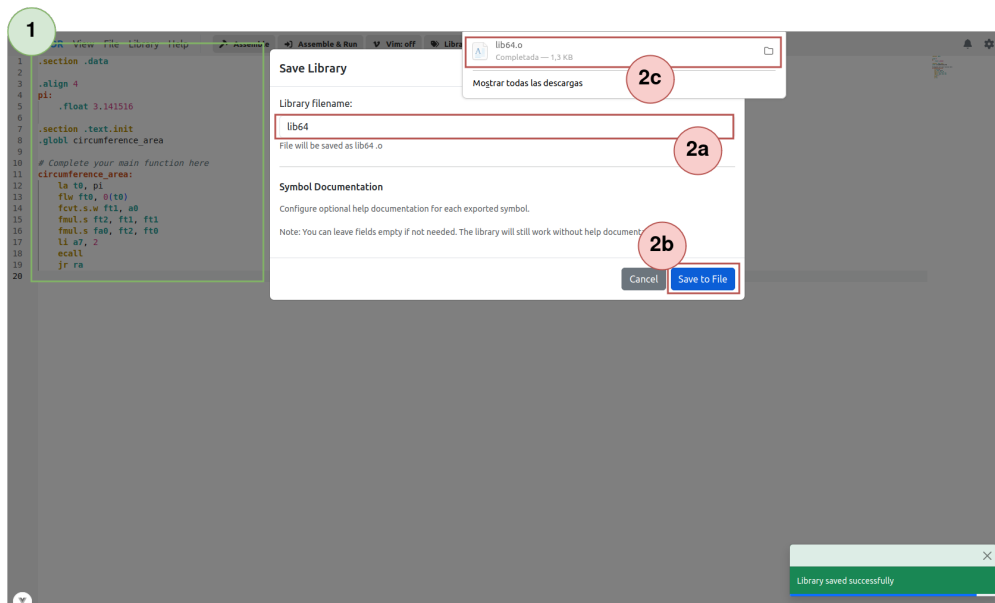 1
View File Library Help Assemble Assemble & Run Vim: off
1 .section .data
2
3 .align 4
4 pi:
5 .float 3.141516
6
7 .section .text.init
8 .globl circumference_area
9
10 # Complete your main function here
11 circumference_area:
12 la t0, pi
13 flw ft0, 0(t0)
14 fcvt.s.w ft1, a0
15 fmul.s ft2, ft1, ft1
16 fmul.s fa0, ft2, ft0
17 li a7, 2
18 ecall
19 jr ra
20
lib64.o
Completada — 1,3 KB
2c
Mostrar todas las descargas
Save Library
Library filename:
lib64
2a
File will be saved as lib64 .o
Symbol Documentation
Configure optional help documentation for each exported symbol.
Note: You can leave fields empty if not needed. The library will still work without help
2b
Cancel Save to File
Library saved successfully